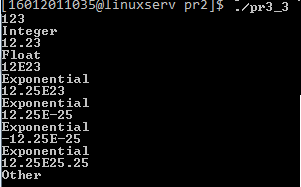 [16012011035@linuxserv pr2]$ ./pr3_3
123
Integer
12.23
Float
12E23
Exponential
12.25E23
Exponential
12.25E-25
Exponential
-12.25E-25
Exponential
12.25E25.25
Other